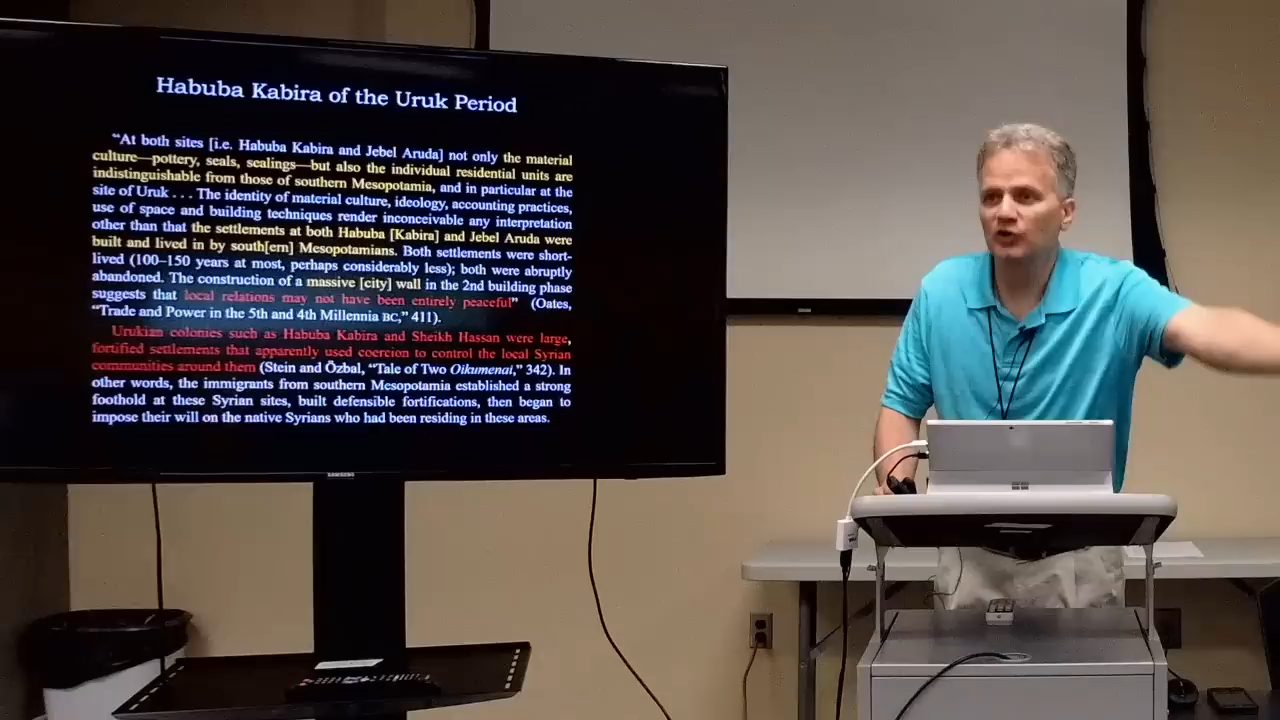 Habuba Kabira of the Uruk Period
“At both sites [i.e. Habuba Kabira and Jebel Aruda] not only the material
culture—pottery, seals, sealings—but also the individual residential units are
indistinguishable from those of southern Mesopotamia, and in particular at the
site of Uruk . . . The identity of material culture, ideology, accounting practices,
use of space and building techniques render inconceivable any interpretation
other than that the settlements at both Habuba [Kabira] and Jebel Aruda were
built and lived in by south[ern] Mesopotamians. Both settlements were short-
lived (100–150 years at most, perhaps considerably less); both were abruptly
abandoned. The construction of a massive [city] wall in the 2nd building phase
suggests that local relations may not have been entirely peaceful” (Oates,
“Trade and Power in the 5th and 4th Millennia BC,” 411).
Urukian colonies such as Habuba Kabira and Sheikh Hassan were large,
fortified settlements that apparently used coercion to control the local Syrian
communities around them (Stein and Özbal, “Tale of Two Oikumenai,” 342). In
other words, the immigrants from southern Mesopotamia established a strong
foothold at these Syrian sites, built defensible fortifications, then began to
impose their will on the native Syrians who had been residing in these areas.
SAMSUNG